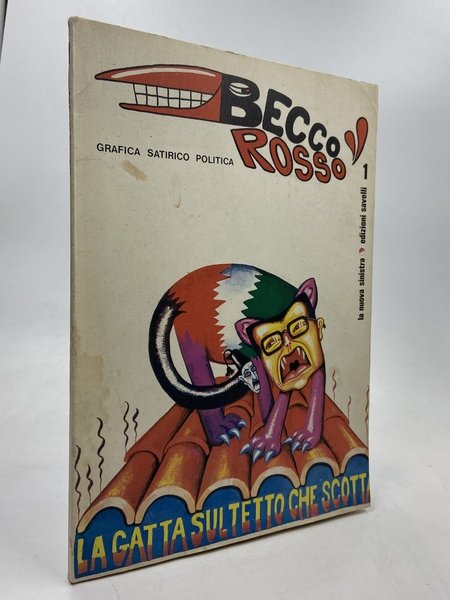 BECCO
ROSSO
GRAFICA SATIRICO POLITICA
1
la nuova sinistra edizioni savelli
LA GATTA SUL TETTO CHE SCOTTA